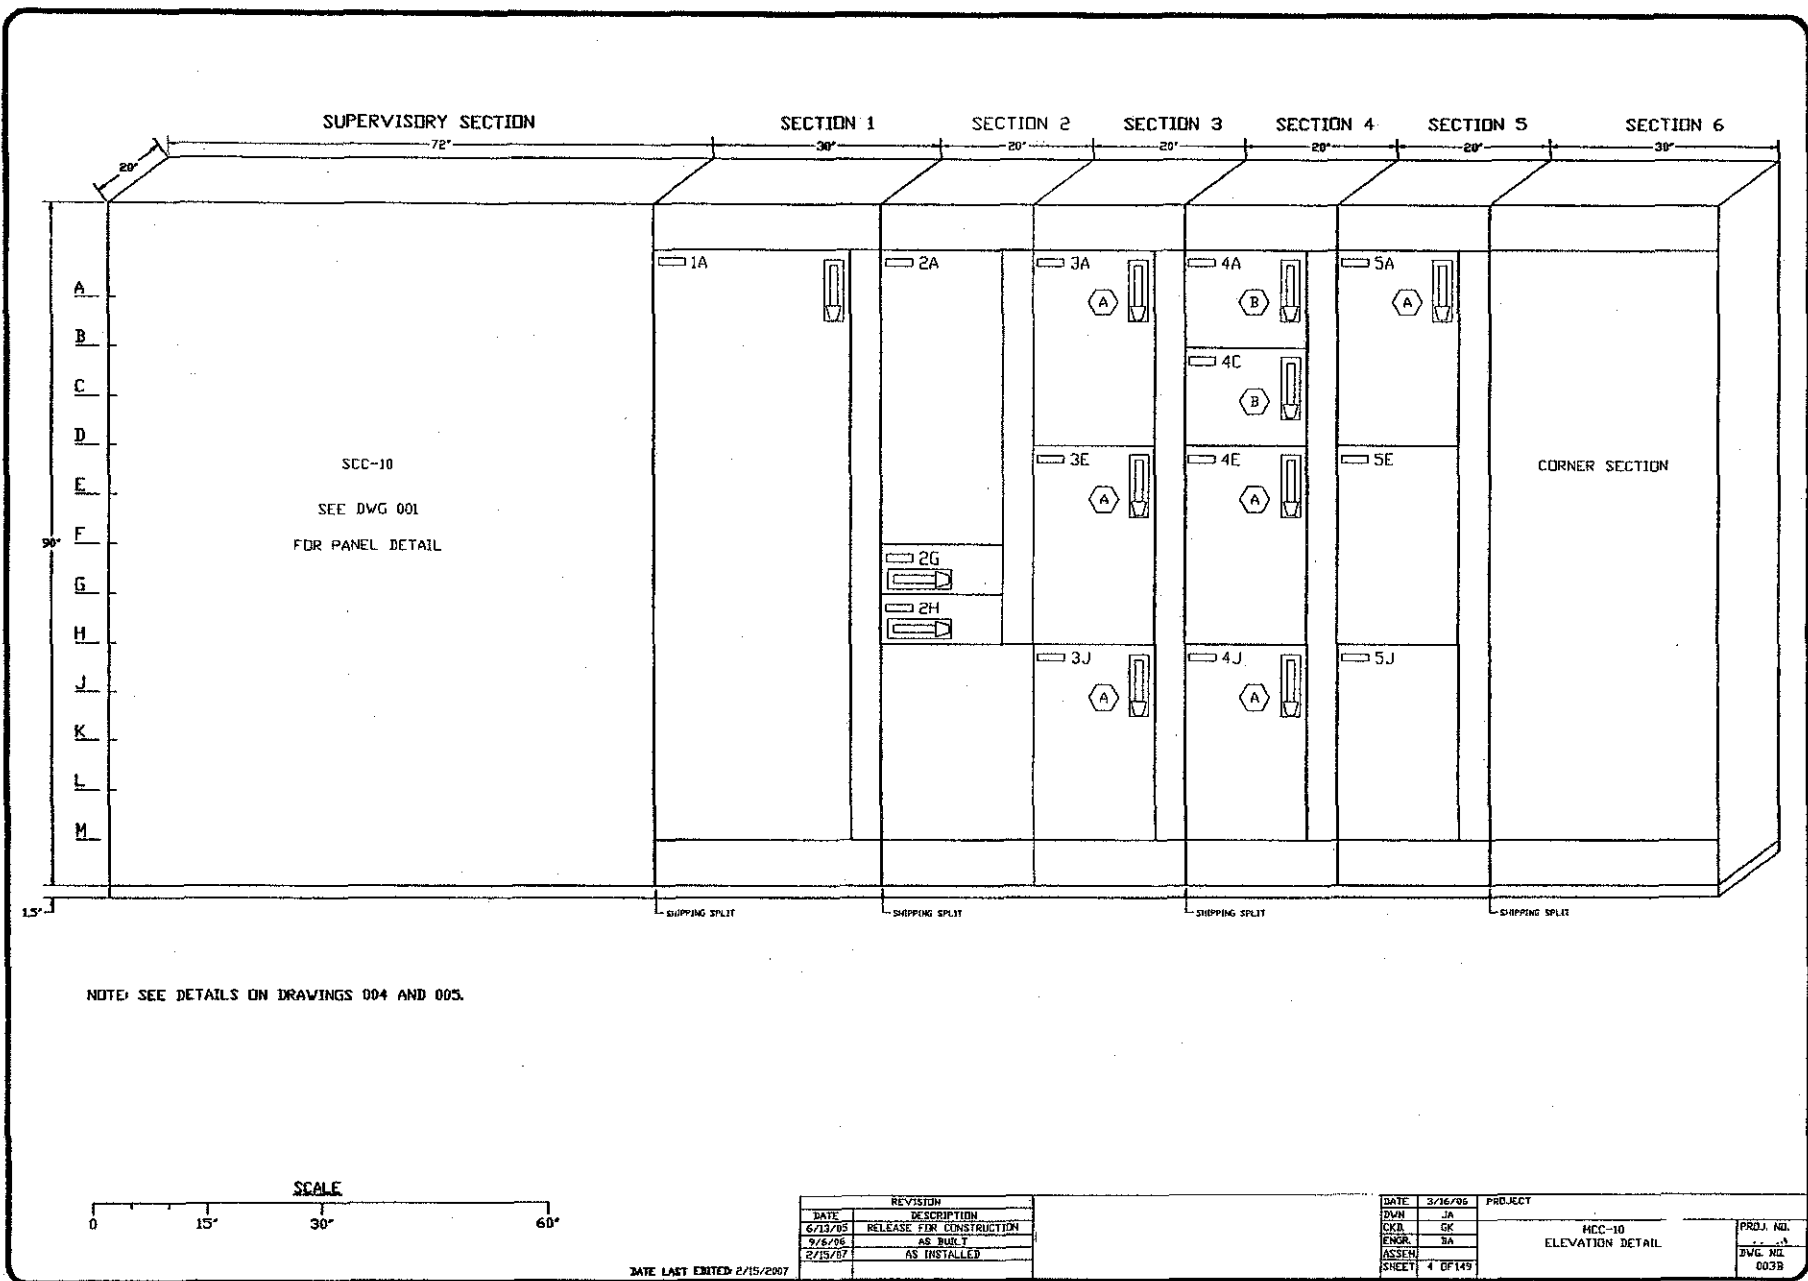 SUPERVISORY SECTION SECTION 1 SECTION 2 SECTION 3 SECTION 4 SECTION 5 SECTION 6
72" 30" 20" 20" 20" 20" 30"
20"
1A 2A 3A 4A 5A
A
A B A
B
4C
C
B
D
SCC-10
3E 4E 5E
CORNER SECTION
E
A A
SEE DWG 001
F
90"
FOR PANEL DETAIL
2G
G
2H
H
3J 4J 5J
J
A A
K
L
M
1.5"
SHIPPING SPLIT SHIPPING SPLIT SHIPPING SPLIT SHIPPING SPLIT
NOTE: SEE DETAILS ON DRAWINGS 004 AND 005.
SCALE
0 15" 30" 60"
DATE LAST EDITED: 2/15/2007
REVISION
DATE DESCRIPTION
6/13/05 RELEASE FOR CONSTRUCTION
9/6/06 AS BUILT
2/15/07 AS INSTALLED
DATE 3/16/06 PROJECT
DWN JA
CKD. GK
ENGR.
ASSEM
SHEET 4 OF149
MCC-10
ELEVATION DETAIL
PROJ. NO.
DWG. NO.
003B